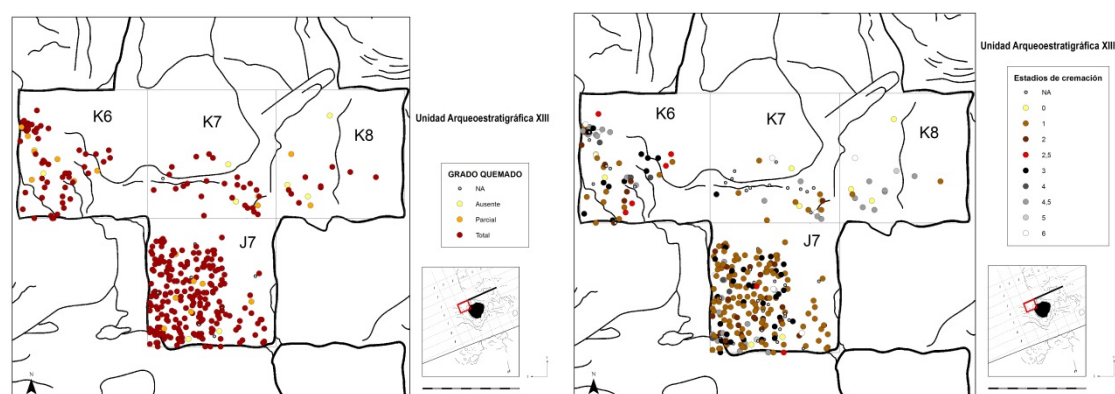 K6
K7
K8
J7
N
Unidad Arqueoestratigráfica XIII
GRADO QUEMADO
NA
Ausente
Parcial
Total
K6
K7
K8
J7
N
Unidad Arqueoestratigráfica XIII
Estadios de cremación
NA
0
1
2
2,5
3
4
4,5
5
6